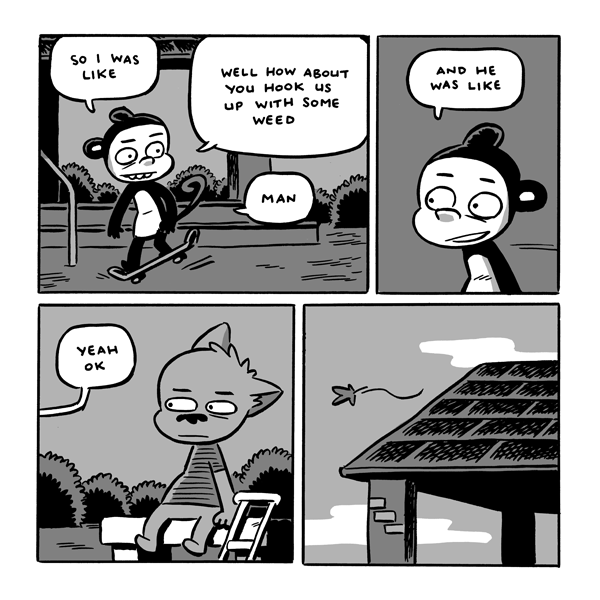 SO I WAS
LIKE
WELL HOW ABOUT
YOU HOOK US
UP WITH SOME
WEED
MAN
AND HE
WAS LIKE
YEAH
OK